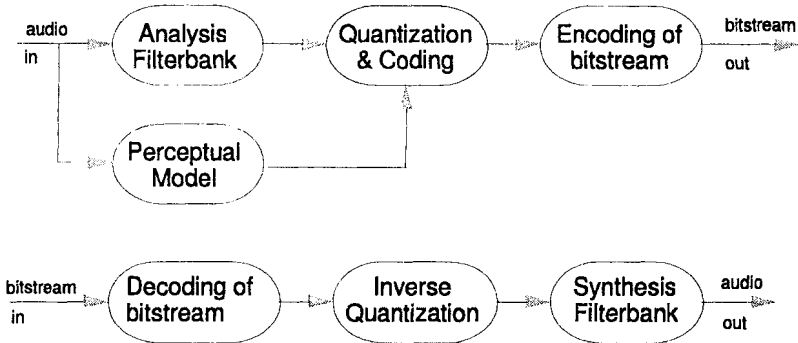 audio
in
Analysis
Filterbank
Quantization
& Coding
Encoding of
bitstream
bitstream
out
Perceptual
Model
bitstream
in
Decoding of
bitstream
Inverse
Quantization
Synthesis
Filterbank
audio
out